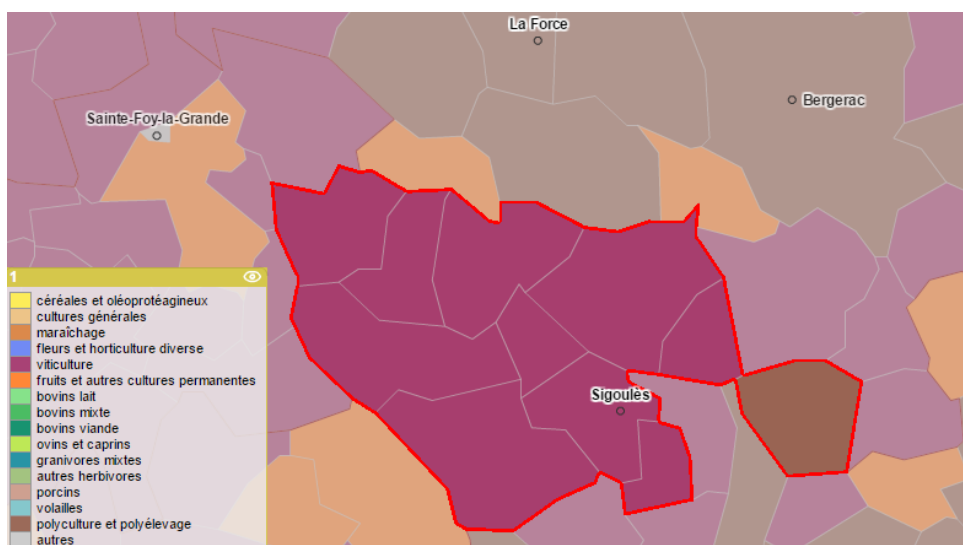 La Force
Bergerac
Sainte-Foy-la-Grande
1
céréales et oléoprotéagineux
cultures générales
maraîchage
fleurs et horticulture diverse
viticulture
fruits et autres cultures permanentes
bovins lait
bovins mixte
bovins viande
ovins et caprins
granivores mixtes
autres herbivores
porcins
volailles
polyculture et polyélevage
autres
Sigoulès